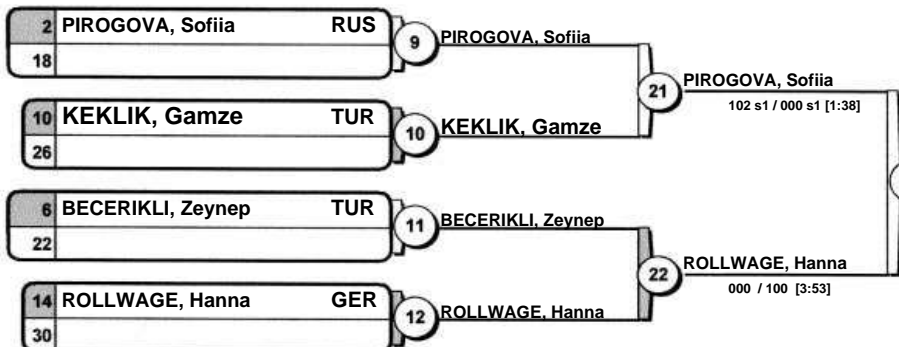 2 PIROGOVA, Sofiia RUS
18
9 PIROGOVA, Sofiia
10 KEKLIK, Gamze TUR
26
10 KEKLIK, Gamze
21 PIROGOVA, Sofiia
102 s1 / 000 s1 [1:38]
6 BECERIKLI, Zeynep TUR
22
11 BECERIKLI, Zeynep
14 ROLLWAGE, Hanna GER
30
12 ROLLWAGE, Hanna
22 ROLLWAGE, Hanna
000 / 100 [3:53]